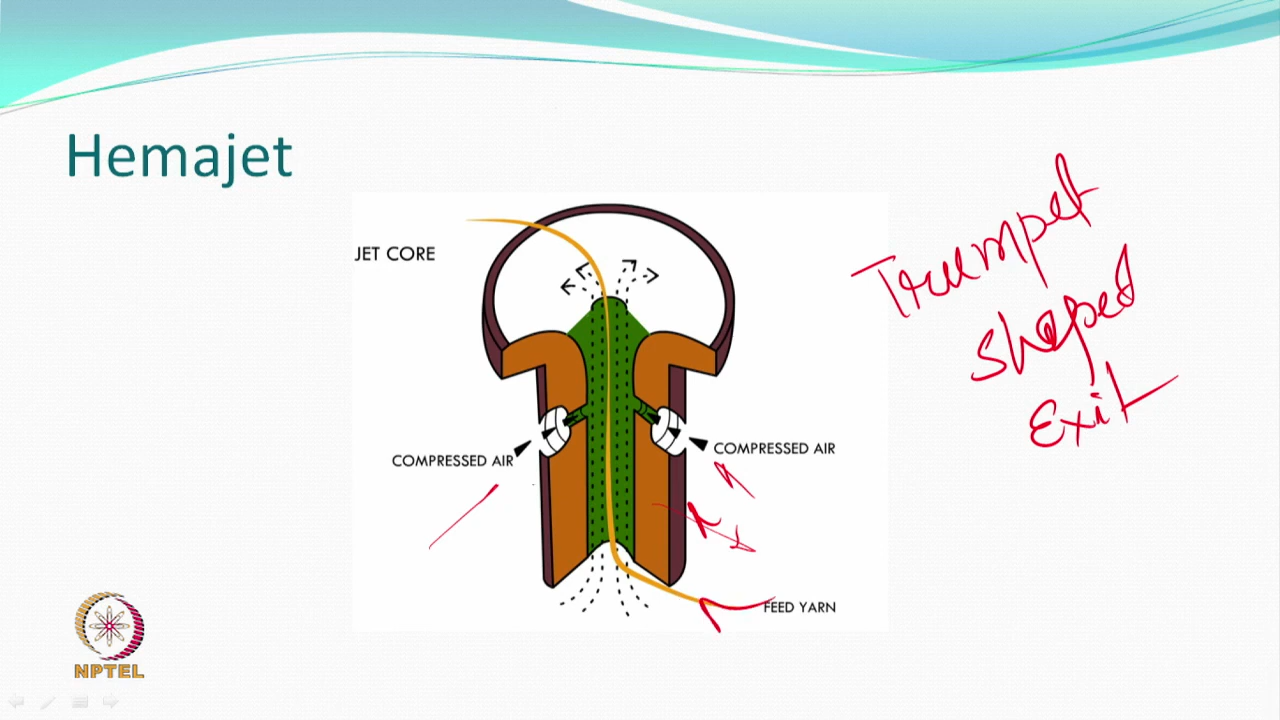 Hemajet
JET CORE
Trumpet
shaped
Exit
COMPRESSED AIR
COMPRESSED AIR
FEED YARN
NPTEL